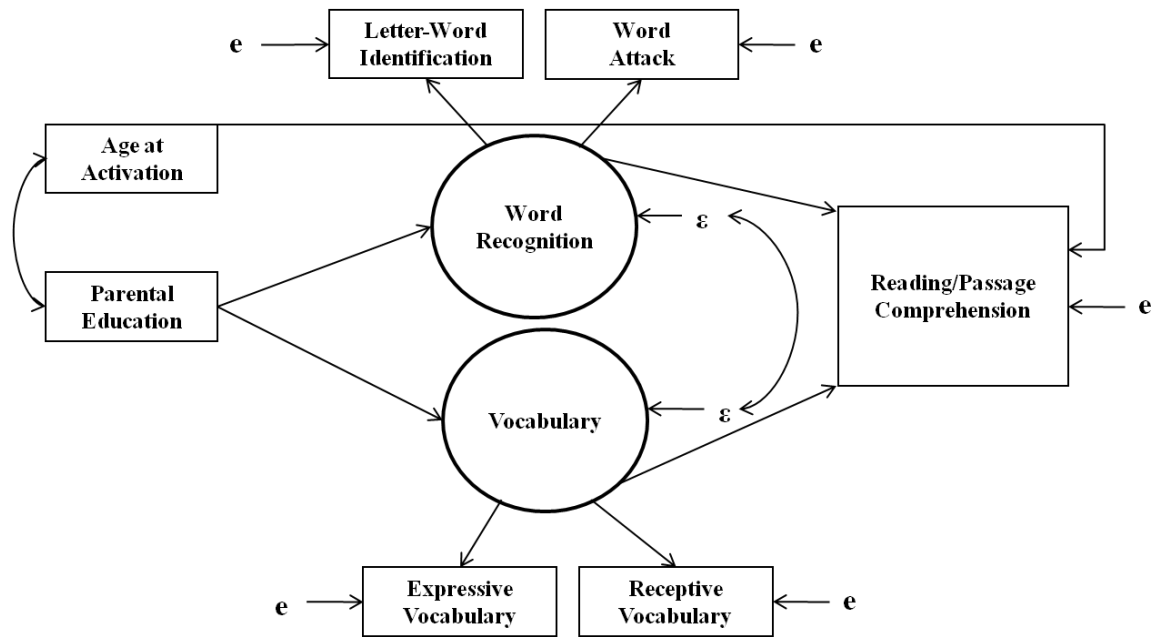 e
Letter-Word
Identification
Word
Attack
e
Age at
Activation
Word
Recognition
ε
Parental
Education
Reading/Passage
Comprehension
e
Vocabulary
ε
e
Expressive
Vocabulary
Receptive
Vocabulary
e